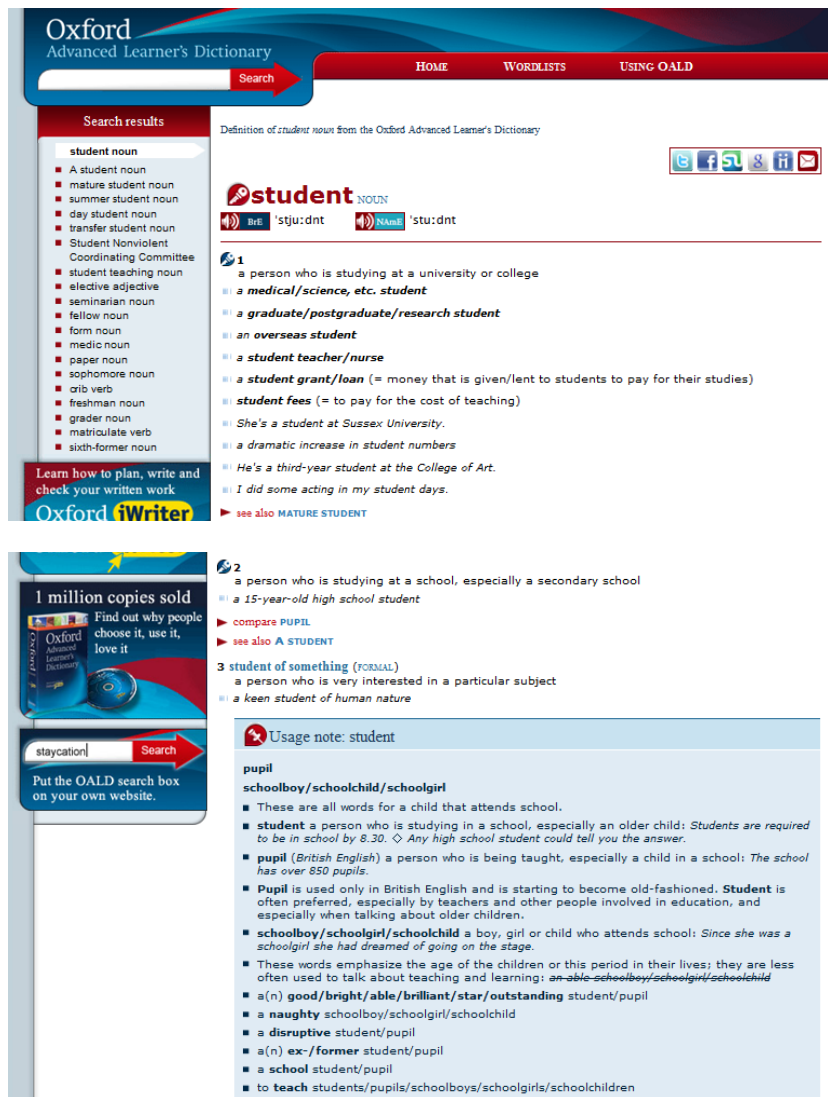 Oxford
Advanced Learner's Dictionary
Search
HOME WORDLISTS USING OALD
Search results
student noun
A student noun
mature student noun
summer student noun
day student noun
transfer student noun
Student Nonviolent
Coordinating Committee
student teaching noun
elective adjective
seminarian noun
fellow noun
form noun
medic noun
paper noun
sophomore noun
crib verb
freshman noun
grader noun
matriculate verb
sixth-former noun
Learn how to plan, write and
check your written work
Oxford iWriter
Definition of student noun from the Oxford Advanced Learner's Dictionary
student NOUN
BrE ˈstjuːdnt NAmE ˈstuːdnt
1
a person who is studying at a university or college
a medical/science, etc. student
a graduate/postgraduate/research student
an overseas student
a student teacher/nurse
a student grant/loan (= money that is given/lent to students to pay for their studies)
student fees (= to pay for the cost of teaching)
She's a student at Sussex University.
a dramatic increase in student numbers
He's a third-year student at the College of Art.
I did some acting in my student days.
see also MATURE STUDENT
1 million copies sold
Find out why people
choose it, use it,
love it
Oxford
Advanced
Learner's
Dictionary
staycation Search
Put the OALD search box
on your own website.
2
a person who is studying at a school, especially a secondary school
a 15-year-old high school student
compare PUPIL
see also A STUDENT
3 student of something (FORMAL)
a person who is very interested in a particular subject
a keen student of human nature
Usage note: student
pupil
schoolboy/schoolchild/schoolgirl
These are all words for a child that attends school.
student a person who is studying in a school, especially an older child: Students are required
to be in school by 8.30. ◇ Any high school student could tell you the answer.
pupil (British English) a person who is being taught, especially a child in a school: The school
has over 850 pupils.
Pupil is used only in British English and is starting to become old-fashioned. Student is
often preferred, especially by teachers and other people involved in education, and
especially when talking about older children.
schoolboy/schoolgirl/schoolchild a boy, girl or child who attends school: Since she was a
schoolgirl she had dreamed of going on the stage.
These words emphasize the age of the children or this period in their lives; they are less
often used to talk about teaching and learning: an able schoolboy/schoolgirl/schoolchild
a(n) good/bright/able/brilliant/star/outstanding student/pupil
a naughty schoolboy/schoolgirl/schoolchild
a disruptive student/pupil
a(n) ex-/former student/pupil
a school student/pupil
to teach students/pupils/schoolboys/schoolgirls/schoolchildren